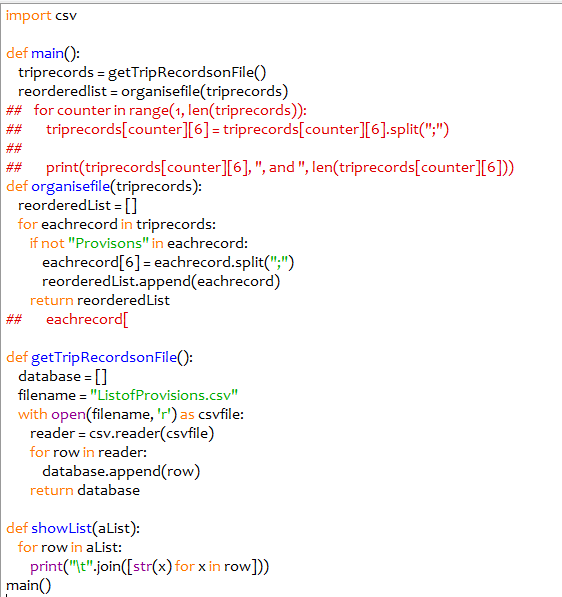 import csv

def main():
    triprecords = getTripRecordsonFile()
    reorderedlist = organisefile(triprecords)
##    for counter in range(1, len(triprecords)):
##        triprecords[counter][6] = triprecords[counter][6].split(";")
##
##        print(triprecords[counter][6], ", and ", len(triprecords[counter][6]))
def organisefile(triprecords):
    reorderedList = []
    for eachrecord in triprecords:
        if not "Provisons" in eachrecord:
            eachrecord[6] = eachrecord.split(";")
            reorderedList.append(eachrecord)
        return reorderedList
##        eachrecord[

def getTripRecordsonFile():
    database = []
    filename = "ListofProvisions.csv"
    with open(filename, 'r') as csvfile:
        reader = csv.reader(csvfile)
        for row in reader:
            database.append(row)
        return database

def showList(aList):
    for row in aList:
        print("\t".join([str(x) for x in row]))
main()